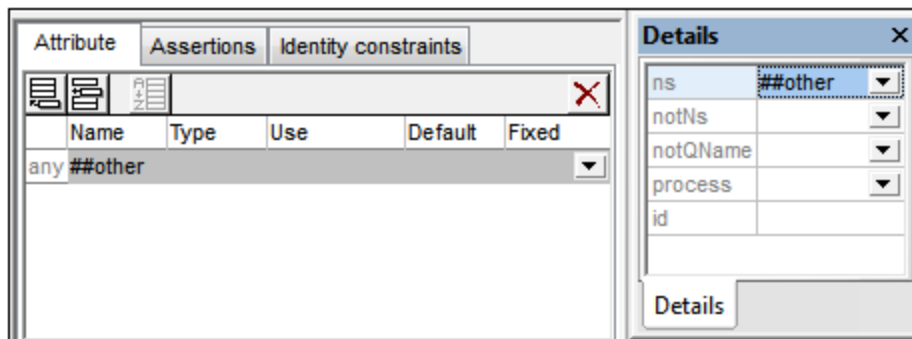 Attribute Assertions Identity constraints
Name Type Use Default Fixed
any ##other
Details ×
ns ##other
notNs
notQName
process
id
Details